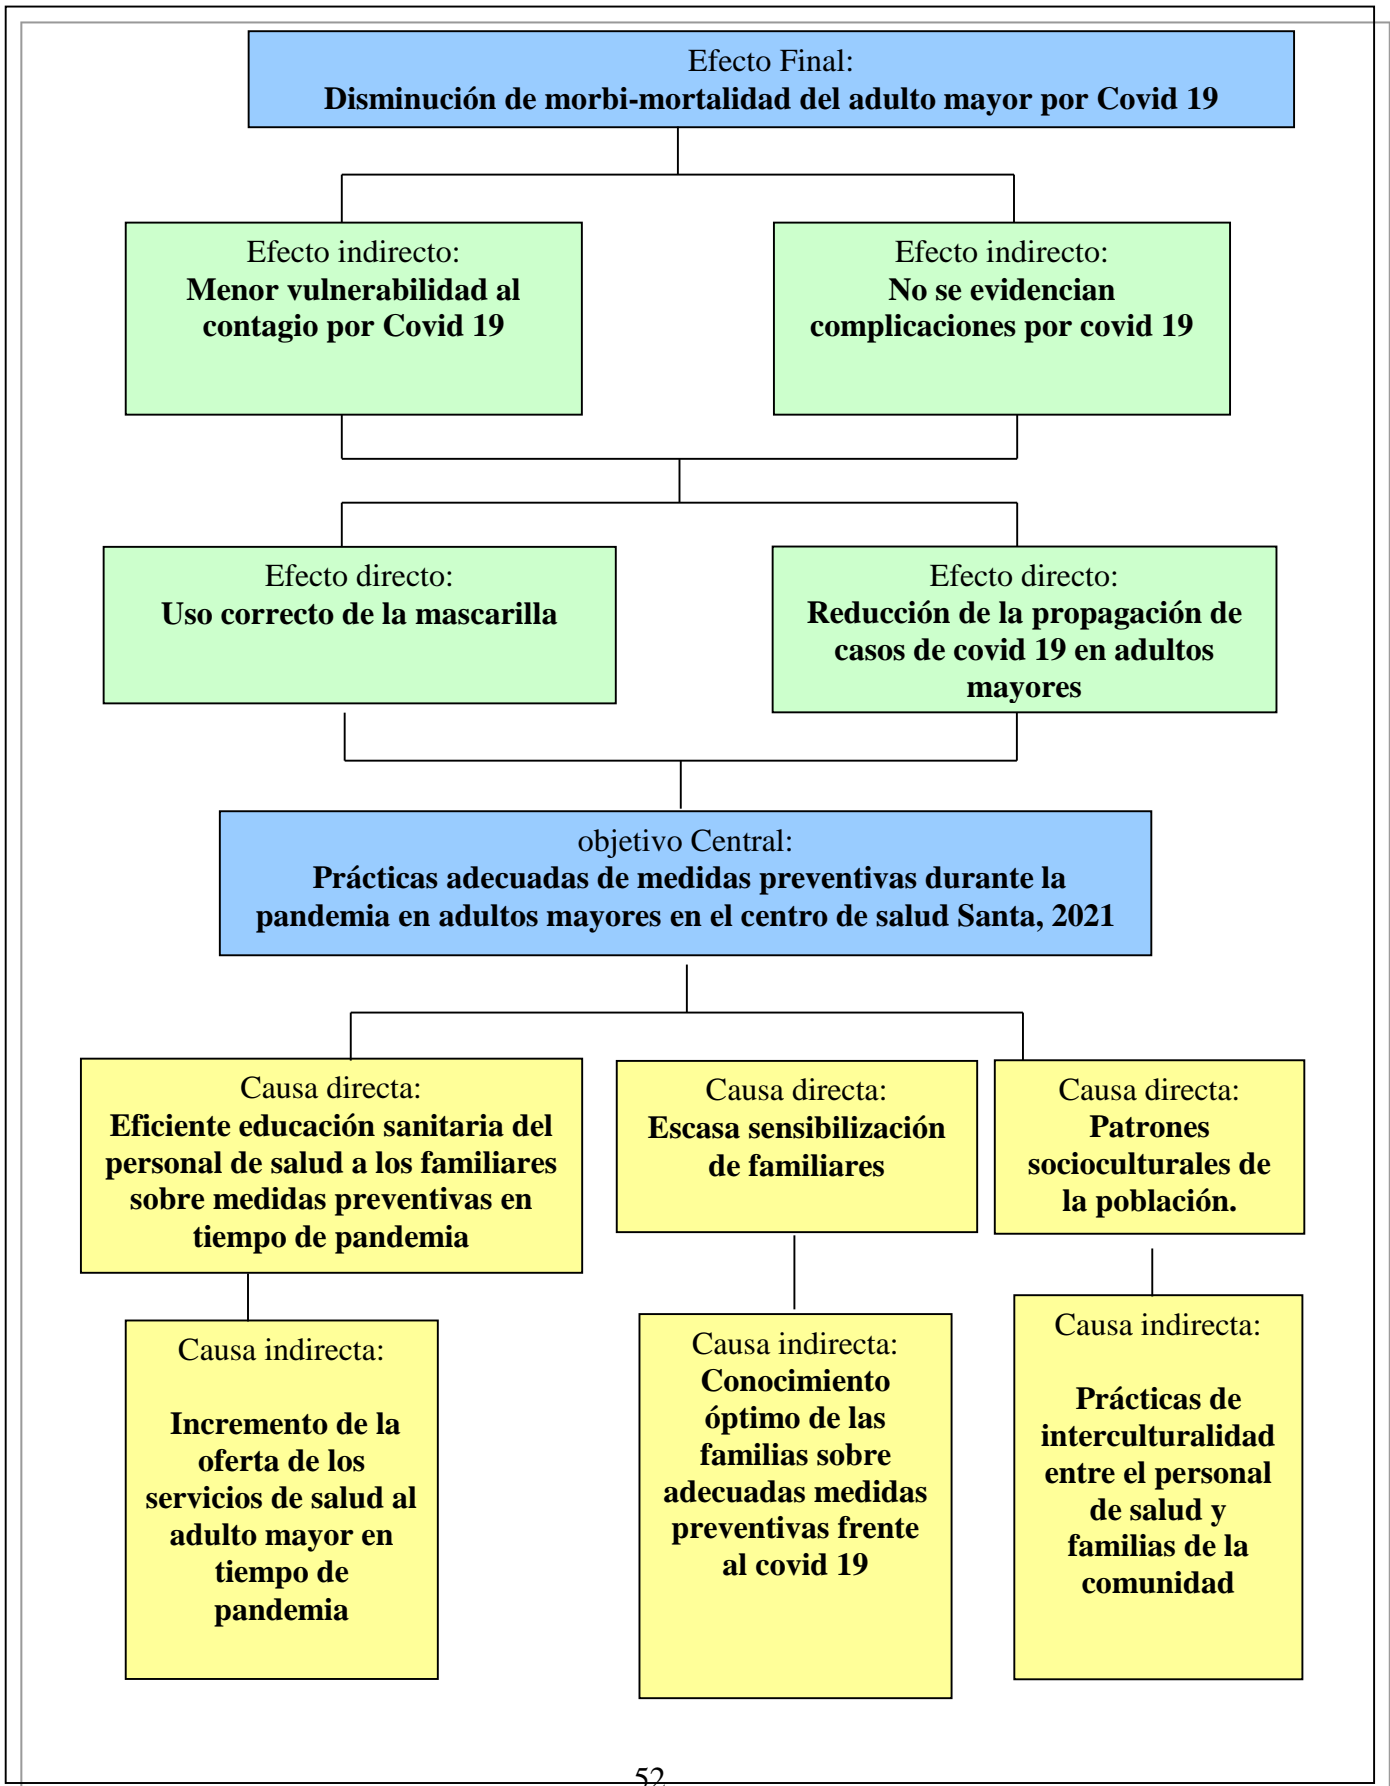 Efecto Final:
Disminución de morbi-mortalidad del adulto mayor por Covid 19
Efecto indirecto:
Menor vulnerabilidad al
contagio por Covid 19
Efecto indirecto:
No se evidencian
complicaciones por covid 19
Efecto directo:
Uso correcto de la mascarilla
Efecto directo:
Reducción de la propagación de
casos de covid 19 en adultos
mayores
objetivo Central:
Prácticas adecuadas de medidas preventivas durante la
pandemia en adultos mayores en el centro de salud Santa, 2021
Causa directa:
Eficiente educación sanitaria del
personal de salud a los familiares
sobre medidas preventivas en
tiempo de pandemia
Causa directa:
Escasa sensibilización
de familiares
Causa directa:
Patrones
socioculturales de
la población.
Causa indirecta:
Incremento de la
oferta de los
servicios de salud al
adulto mayor en
tiempo de
pandemia
Causa indirecta:
Conocimiento
óptimo de las
familias sobre
adecuadas medidas
preventivas frente
al covid 19
Causa indirecta:
Prácticas de
interculturalidad
entre el personal
de salud y
familias de la
comunidad
52